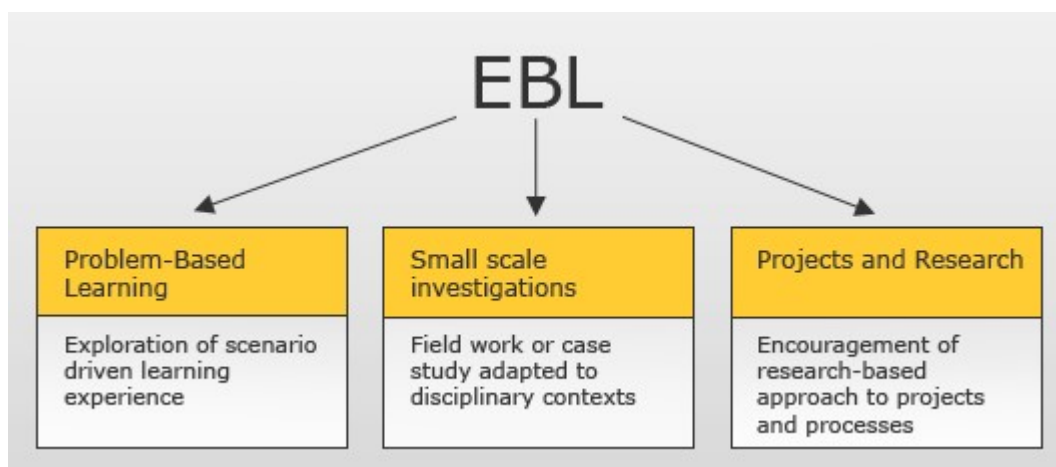 EBL
Problem-Based
Learning
Exploration of scenario
driven learning
experience
Small scale
investigations
Field work or case
study adapted to
disciplinary contexts
Projects and Research
Encouragement of
research-based
approach to projects
and processes